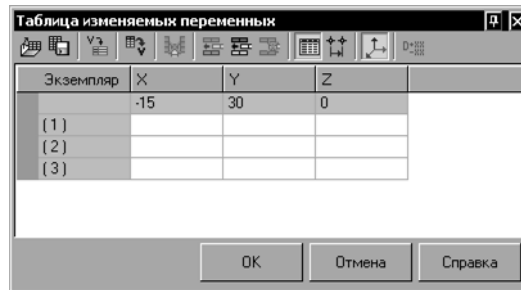 Таблица изменяемых переменных
Экземпляр X Y Z
-15 30 0
(1)
(2)
(3)
OK Отмена Справка